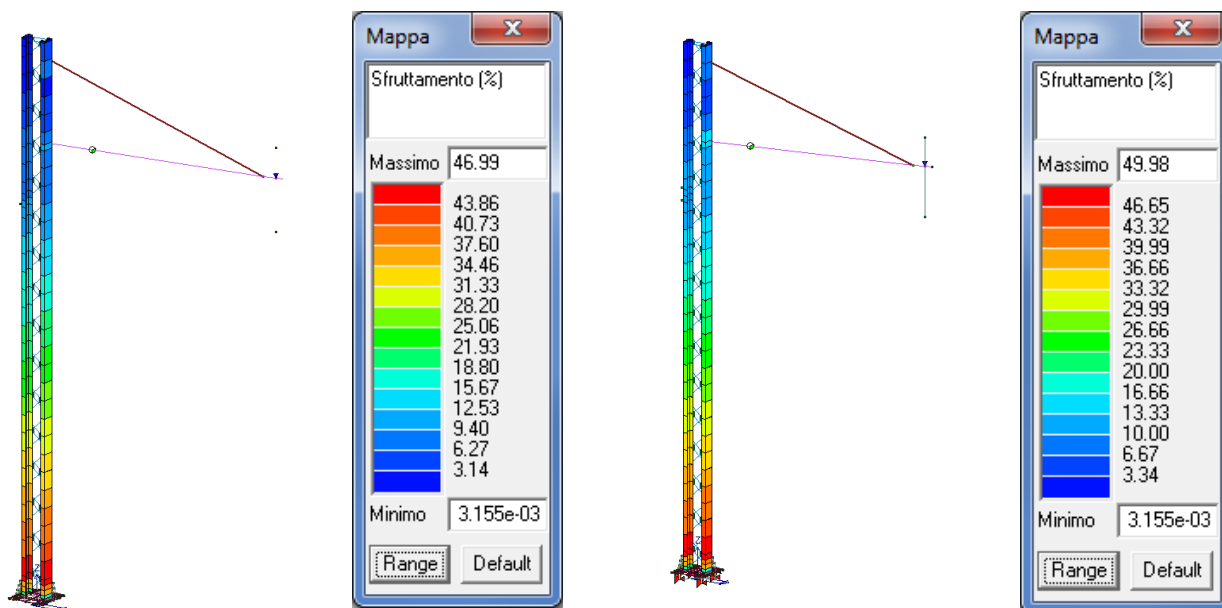 Mappa
Sfruttamento (%)
Massimo 46.99
43.86
40.73
37.60
34.46
31.33
28.20
25.06
21.93
18.80
15.67
12.53
9.40
6.27
3.14
Minimo 3.155e-03
Range Default
Mappa
Sfruttamento (%)
Massimo 49.98
46.65
43.32
39.99
36.66
33.32
29.99
26.66
23.33
20.00
16.66
13.33
10.00
6.67
3.34
Minimo 3.155e-03
Range Default